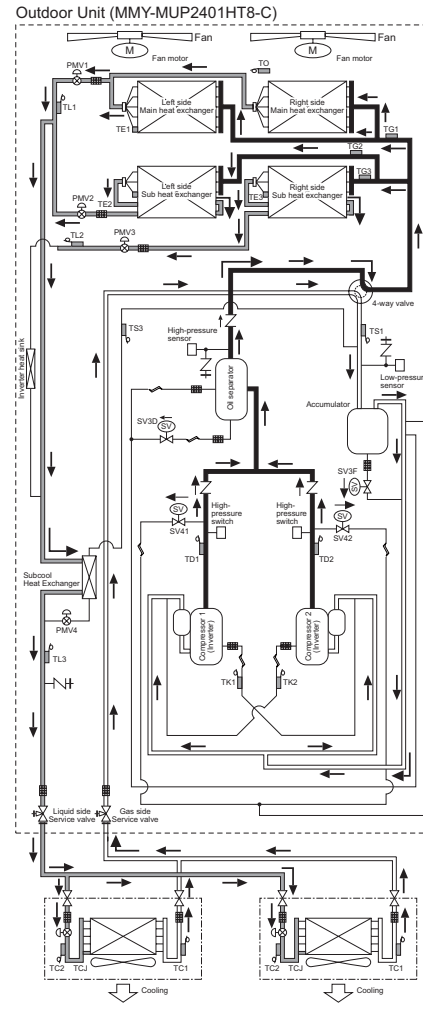 Outdoor Unit (MMY-MUP2401HT8-C)
Fan
Fan
M
M
Fan motor
Fan motor
PMV1
TO
TL1
Left side
Main heat exchanger
Right side
Main heat exchanger
TE1
TG1
TG2
Left side
Sub heat exchanger
Right side
Sub heat exchanger
TG3
TE3
PMV2
TE2
TL2
PMV3
4-way valve
TS3
High-pressure
sensor
TS1
Low-pressure
sensor
Inverter heat sink
Oil separator
Accumulator
SV3D
SV
SV3F
SV
SV
SV41
High-
pressure
switch
High-
pressure
switch
SV
SV42
TD1
TD2
Subcool
Heat Exchanger
PMV4
Compressor 1
(Inverter)
Compressor 2
(Inverter)
TL3
TK1
TK2
Liquid side
Service valve
Gas side
Service valve
TC2
TCJ
TC1
TC2
TCJ
TC1
Cooling
Cooling